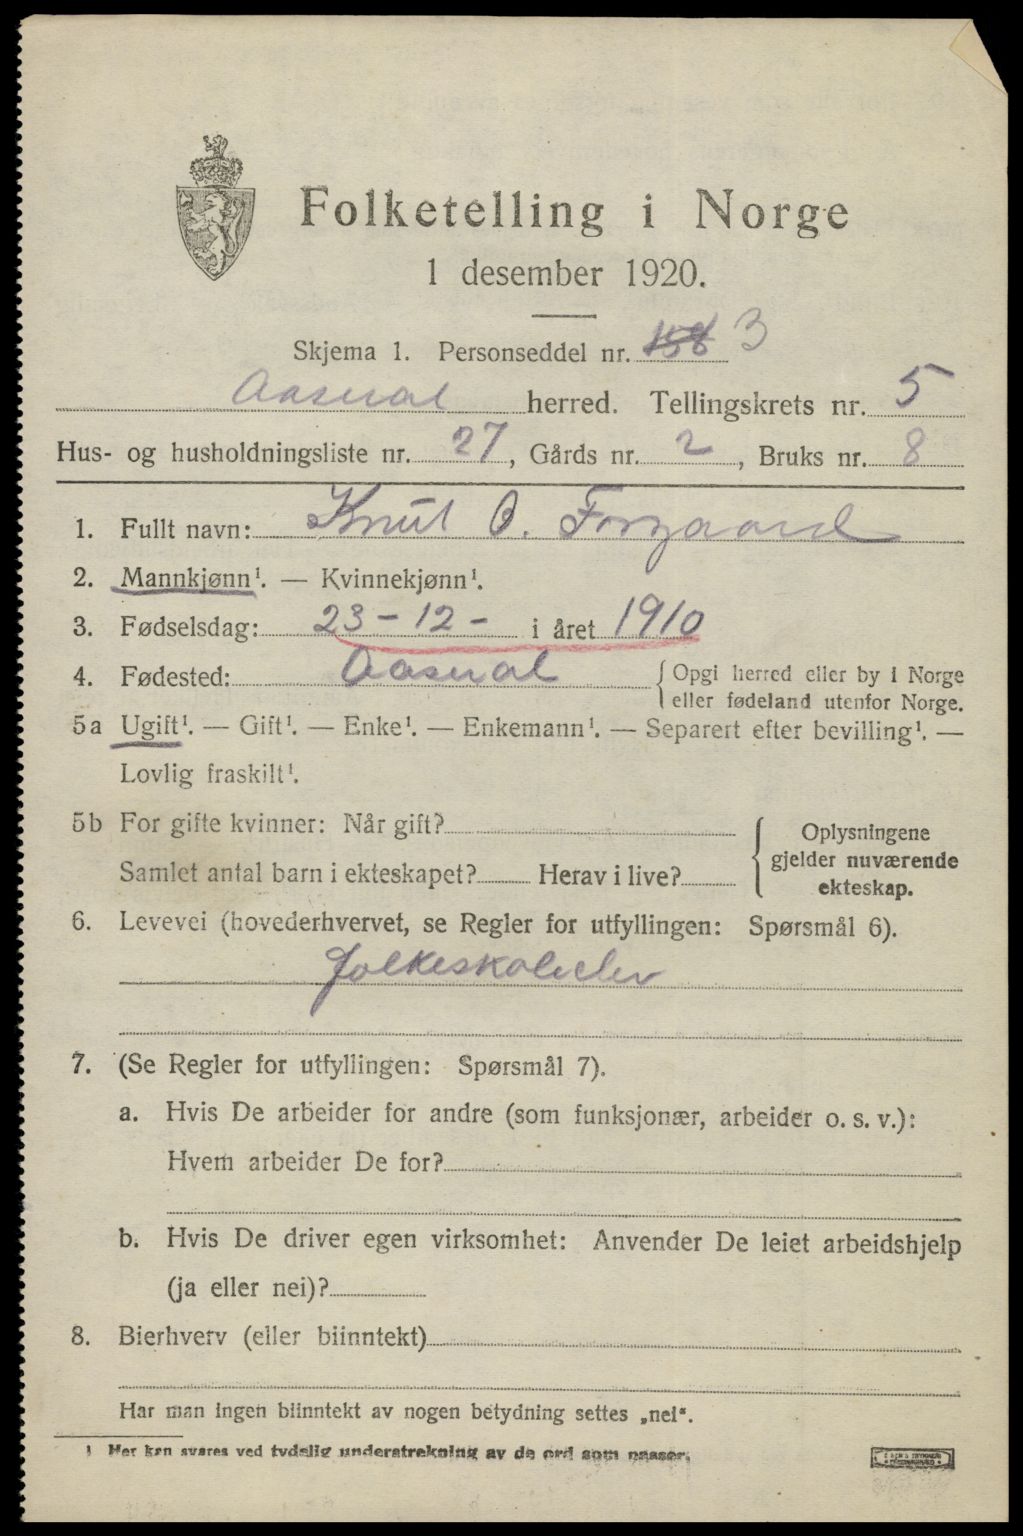 Folketelling i Norge
1 desember 1920.
Skjema 1. Personseddel nr. 158 3
Aaseral herred. Tellingskrets nr. 5
Hus- og husholdningsliste nr. 27, Gårds nr. 2, Bruks nr. 8
1. Fullt navn: Knut O. Forgaard
2. Mannkjønn¹. — Kvinnekjønn¹.
3. Fødselsdag: 23-12- i året 1910
4. Fødested: Aaseral { Opgi herred eller by i Norge
eller fødeland utenfor Norge.
5a Ugift¹. — Gift¹. — Enke¹. — Enkemann¹. — Separert efter bevilling¹. —
Lovlig fraskilt¹.
5b For gifte kvinner: Når gift?
Samlet antal barn i ekteskapet? Herav i live?
{ Oplysningene
gjelder nuværende
ekteskap.
6. Levevei (hovederhvervet, se Regler for utfyllingen: Spørsmål 6).
folkeskoleelev
7. (Se Regler for utfyllingen: Spørsmål 7).
a. Hvis De arbeider for andre (som funksjonær, arbeider o. s. v.):
Hvem arbeider De for?
b. Hvis De driver egen virksomhet: Anvender De leiet arbeidshjelp
(ja eller nei)?
8. Bierhverv (eller biinntekt)
Har man ingen biinntekt av nogen betydning settes „nei“.
¹ Her kan svares ved tydelig understrekning av de ord som passer.